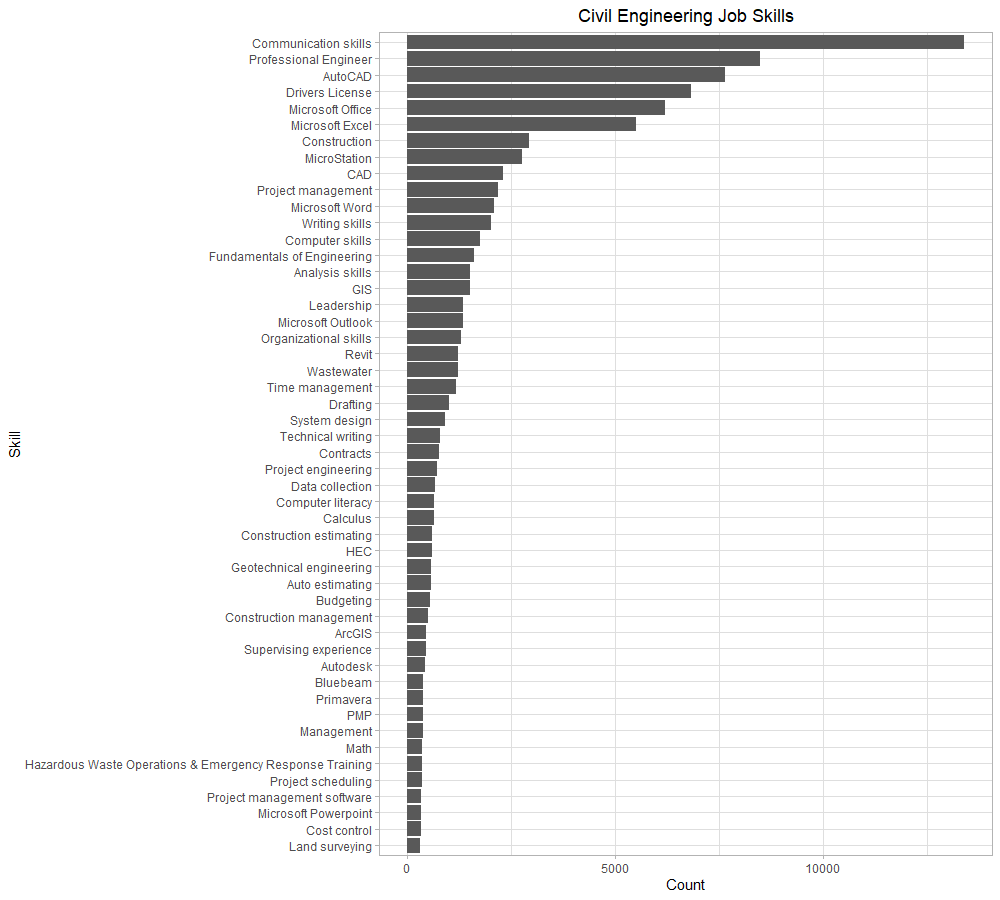 Civil Engineering Job Skills
Skill
Communication skills
Professional Engineer
AutoCAD
Drivers License
Microsoft Office
Microsoft Excel
Construction
MicroStation
CAD
Project management
Microsoft Word
Writing skills
Computer skills
Fundamentals of Engineering
Analysis skills
GIS
Leadership
Microsoft Outlook
Organizational skills
Revit
Wastewater
Time management
Drafting
System design
Technical writing
Contracts
Project engineering
Data collection
Computer literacy
Calculus
Construction estimating
HEC
Geotechnical engineering
Auto estimating
Budgeting
Construction management
ArcGIS
Supervising experience
Autodesk
Bluebeam
Primavera
PMP
Management
Math
Hazardous Waste Operations & Emergency Response Training
Project scheduling
Project management software
Microsoft Powerpoint
Cost control
Land surveying
0 5000 10000
Count